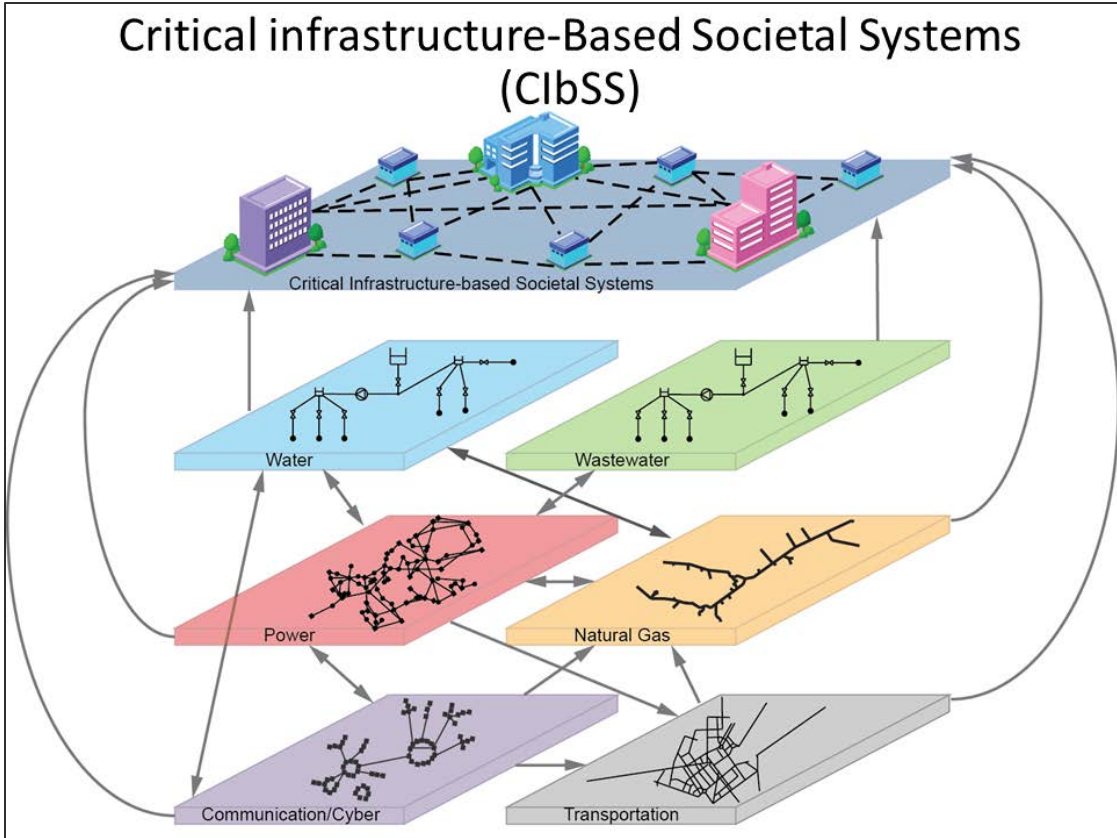 Critical infrastructure-Based Societal Systems
(CIbSS)
Critical Infrastructure-based Societal Systems
Water
Wastewater
Power
Natural Gas
Communication/Cyber
Transportation